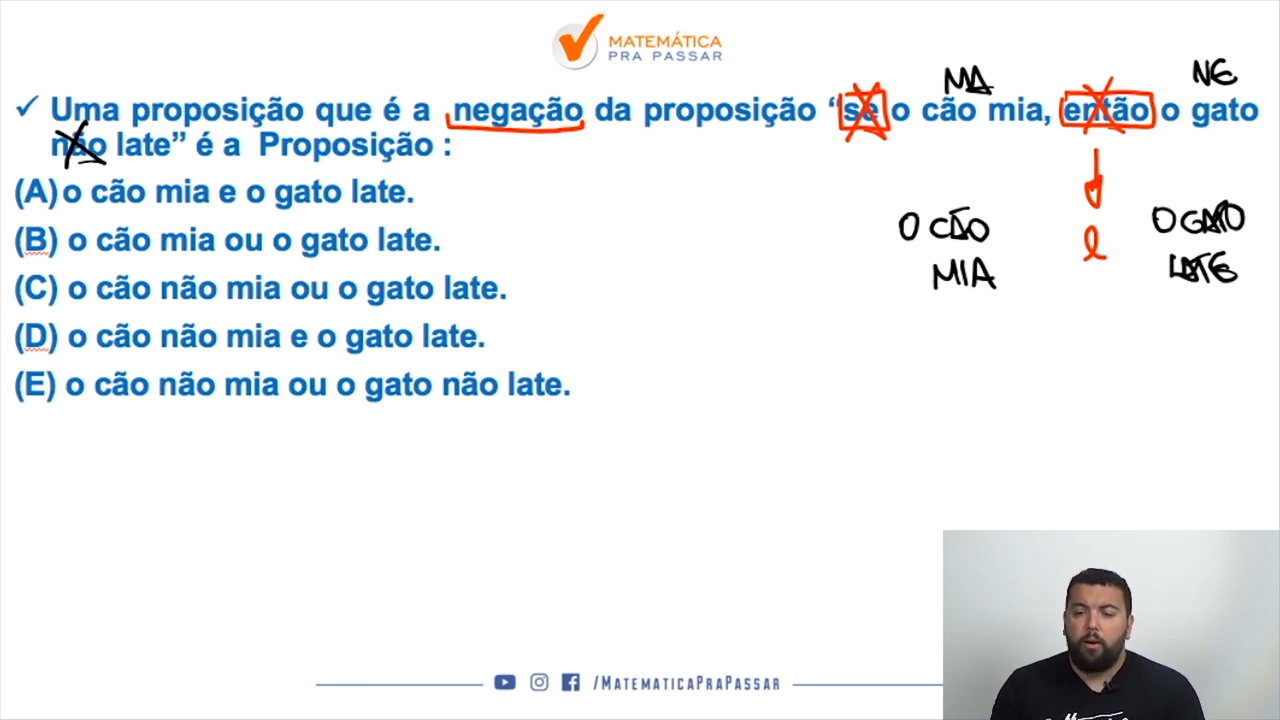 MATEMÁTICA
PRA PASSAR
MA
NE
✓ Uma proposição que é a negação da proposição “se o cão mia, então o gato
não late” é a Proposição :
(A) o cão mia e o gato late.
(B) o cão mia ou o gato late.
(C) o cão não mia ou o gato late.
(D) o cão não mia e o gato late.
(E) o cão não mia ou o gato não late.
O CÃO
MIA
e
O GATO
LATE
/MATEMATICAPRAPASSAR